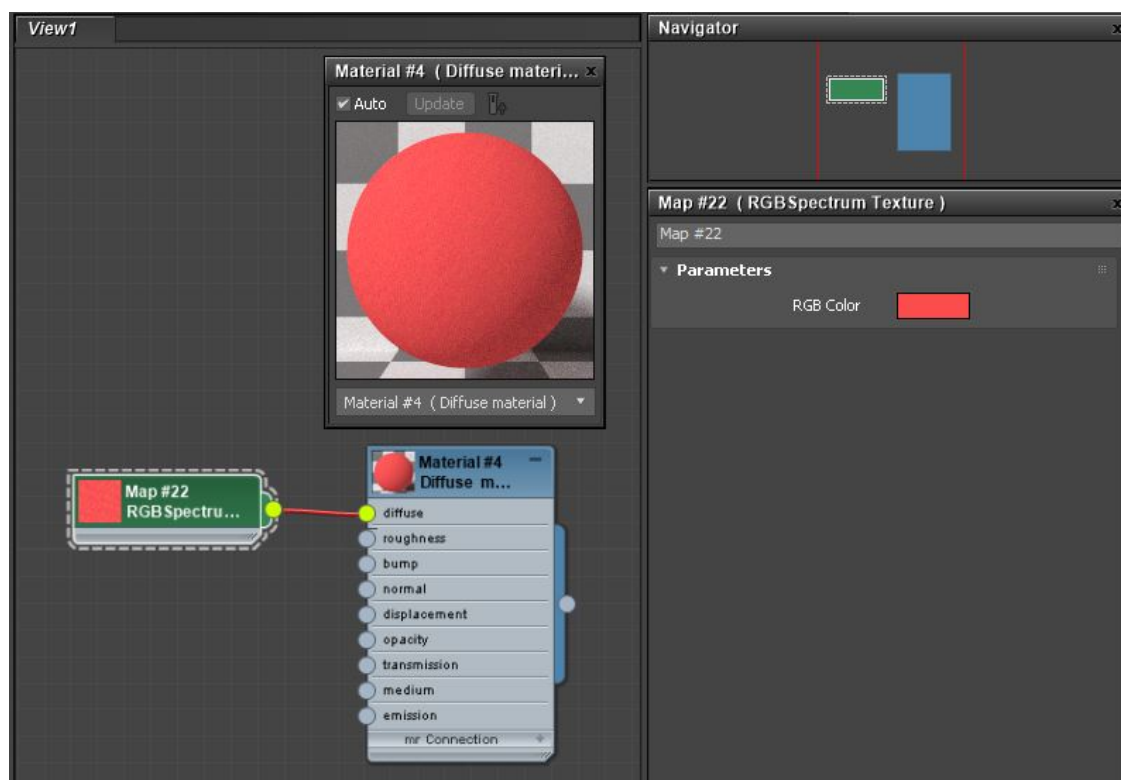 View1
Material #4 ( Diffuse materi... x
Auto Update
Material #4 ( Diffuse material )
Map #22
RGBSpectru...
Material #4
Diffuse m...
diffuse
roughness
bump
normal
displacement
opacity
transmission
medium
emission
mr Connection
Navigator x
Map #22 ( RGBSpectrum Texture ) x
Map #22
Parameters
RGB Color